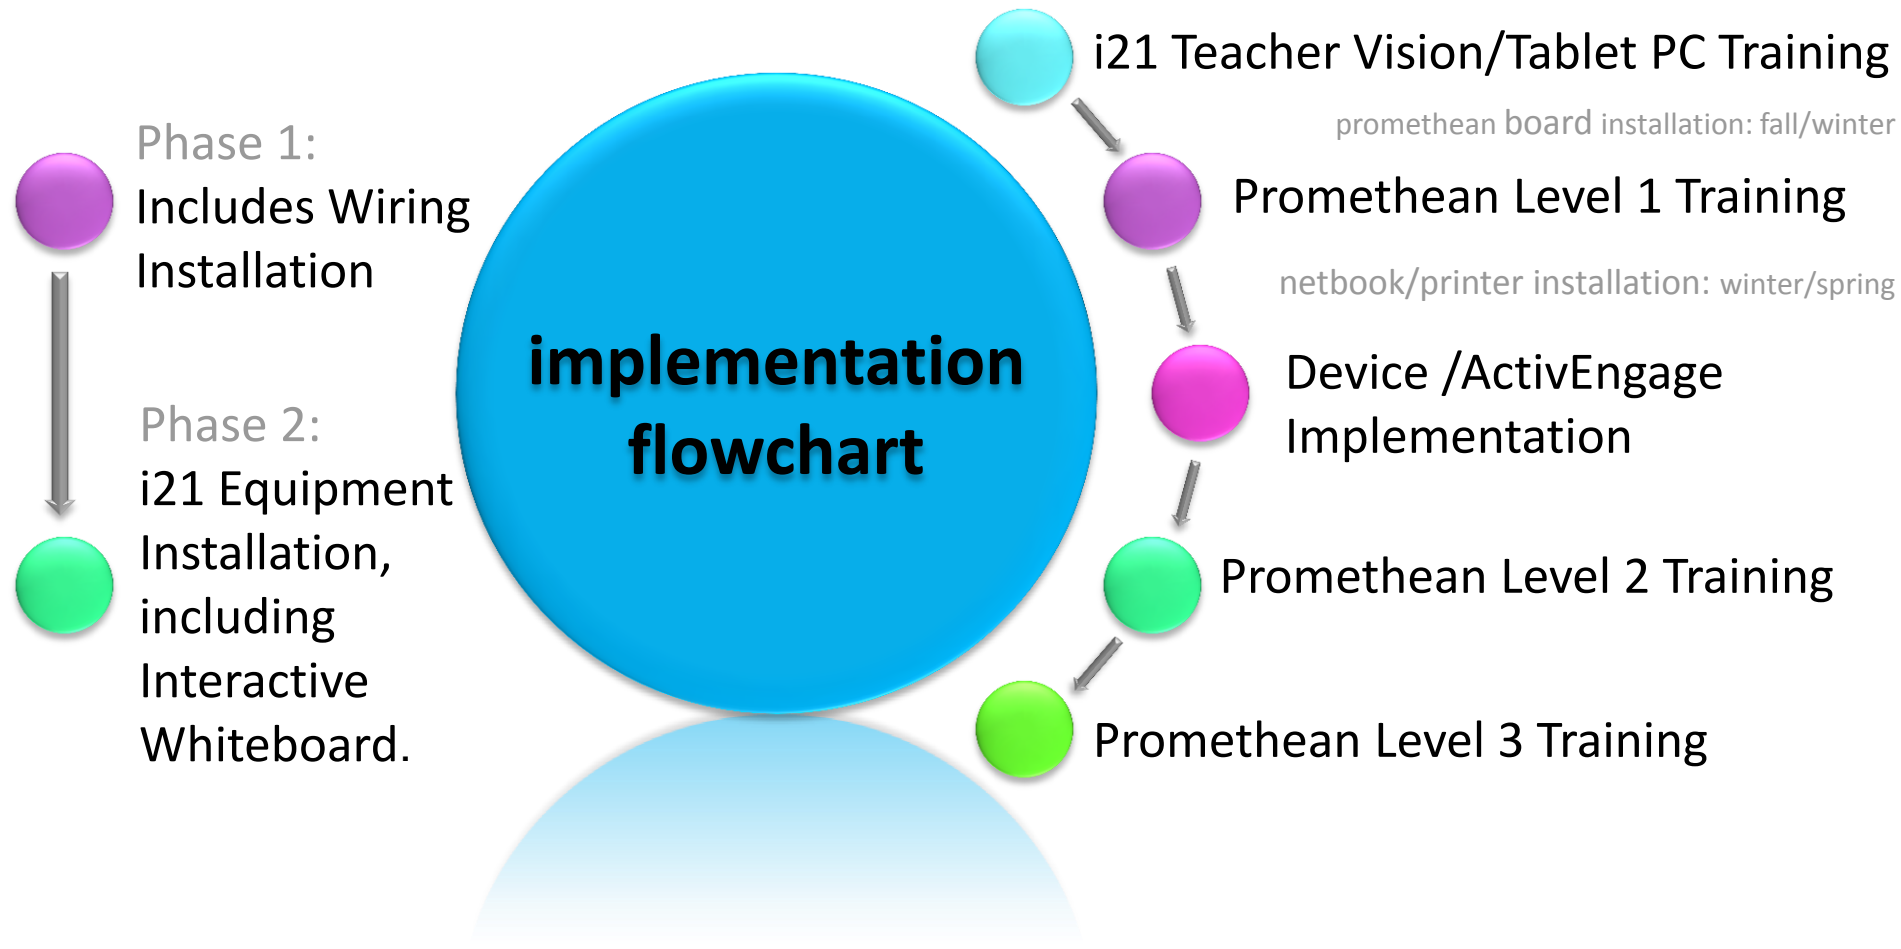 Phase 1:
Includes Wiring
Installation
Phase 2:
i21 Equipment
Installation,
including
Interactive
Whiteboard.
implementation
flowchart
i21 Teacher Vision/Tablet PC Training
promethean board installation: fall/winter
Promethean Level 1 Training
netbook/printer installation: winter/spring
Device /ActivEngage
Implementation
Promethean Level 2 Training
Promethean Level 3 Training